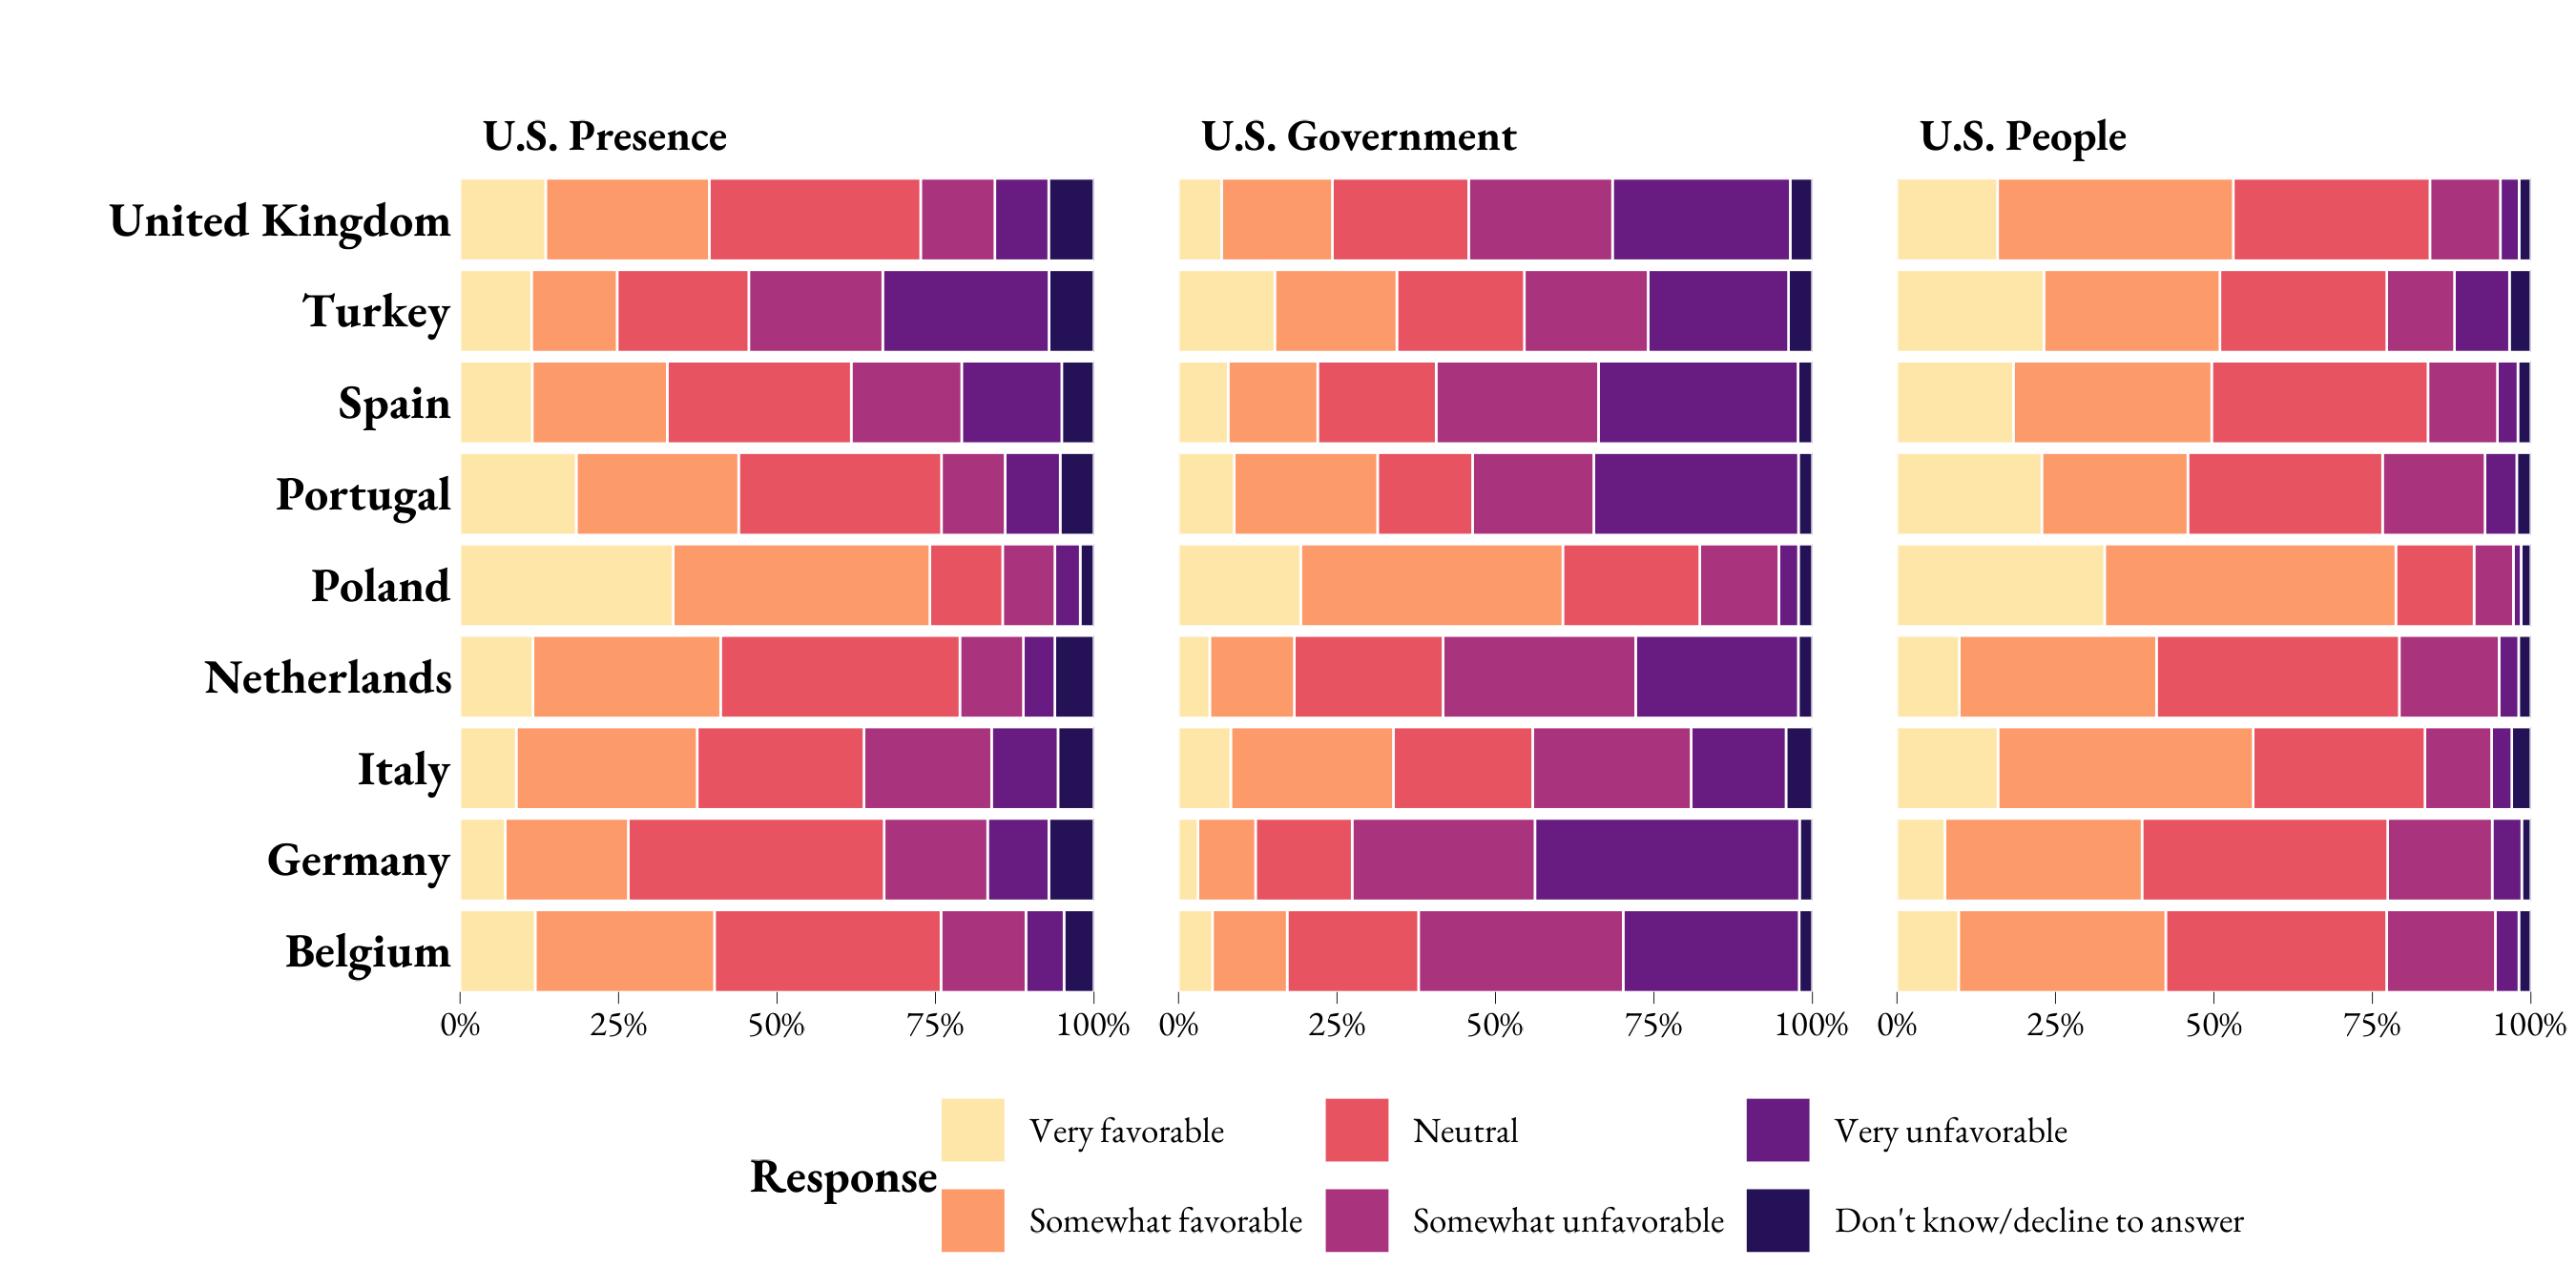 U.S. Presence U.S. Government U.S. People
United Kingdom
Turkey
Spain
Portugal
Poland
Netherlands
Italy
Germany
Belgium
0% 25% 50% 75% 100% 0% 25% 50% 75% 100% 0% 25% 50% 75% 100%
Response
Very favorable Neutral Very unfavorable
Somewhat favorable Somewhat unfavorable Don't know/decline to answer